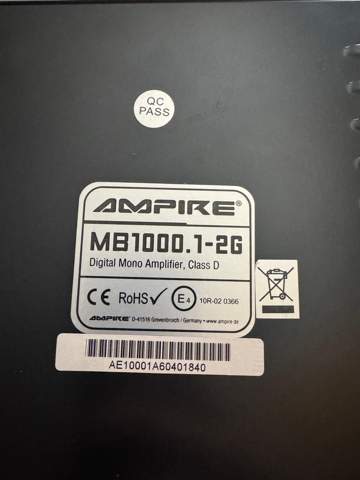 QC
PASS
AMPIRE®
MB1000.1-2G
Digital Mono Amplifier, Class D
CE RoHS✓ E4 10R-02 0366
AMPIRE D-41516 Grevenbroich / Germany • www.ampire.de
AE10001A60401840